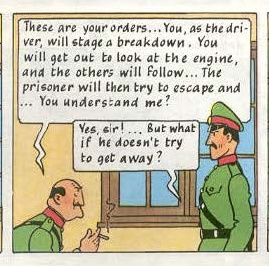 These are your orders...You, as the dri-
ver, will stage a breakdown. You
will get out to look at the engine,
and the others will follow... The
prisoner will then try to escape and
... You understand me?
Yes, sir!... But what
if he doesn't try
to get away?